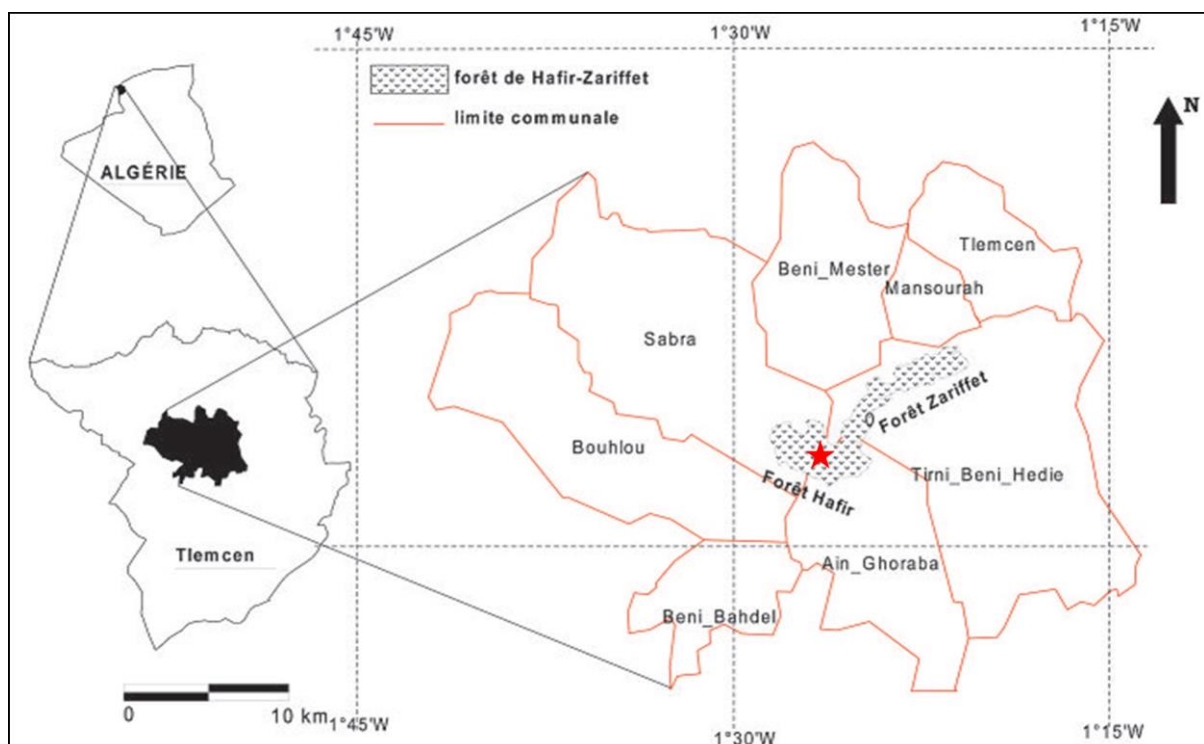 1°45'W
1°30'W
1°15'W
forêt de Hafir-Zariffet
limite communale
N
ALGÉRIE
Tlemcen
Beni_Mester
Mansourah
Sabra
Forêt Zariffet
0
Bouhlou
Tirni_Beni_Hedie
Forêt Hafir
Tlemcen
Ain_Ghoraba
Beni_Bahdel
0
10 km
1°45'W
1°30'W
1°15'W